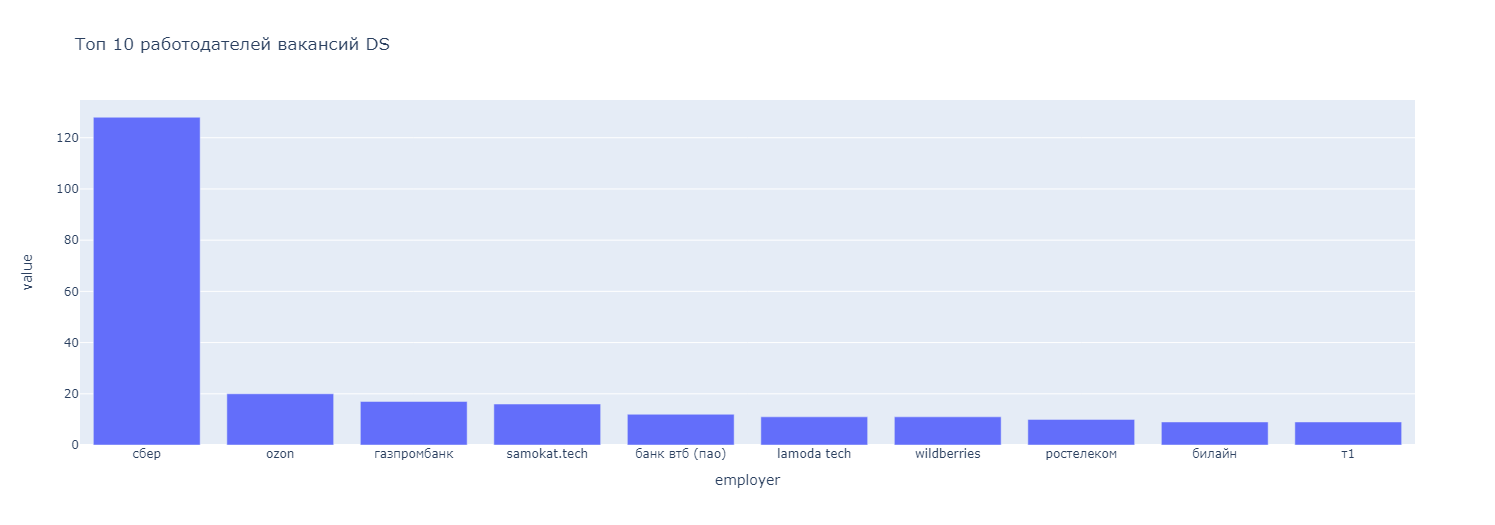 Топ 10 работодателей вакансий DS
120
100
80
60
40
20
0
value
сбер ozon газпромбанк samokat.tech банк втб (пао) lamoda tech wildberries ростелеком билайн т1
employer